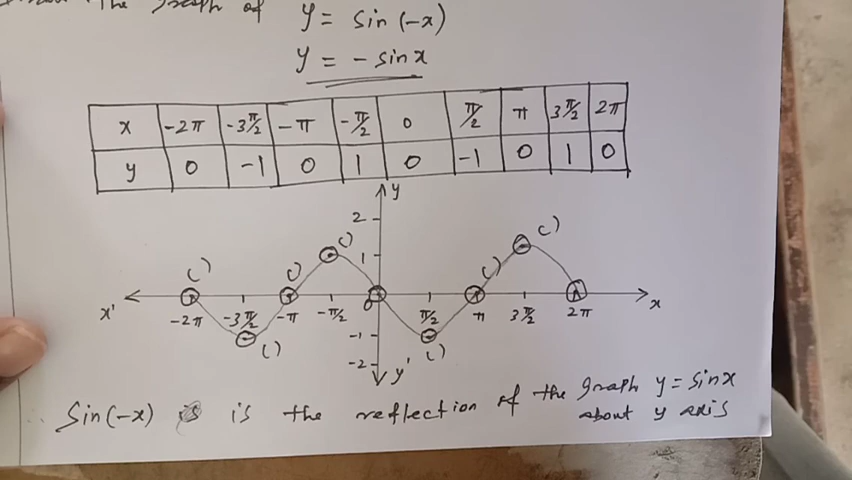 the graph of y = sin(-x)
y = - sin x
x -2π -3π/2 -π -π/2 0 π/2 π 3π/2 2π
y 0 -1 0 1 0 -1 0 1 0
y
2
( ) ( )
( ) ( ) 1 ( )
x' 0 x
-2π -3π/2 -π -π/2 π/2 π 3π/2 2π
-1
( ) ( )
-2 y'
Sin(-x) is is the reflection of the graph y = sinx
about y axis